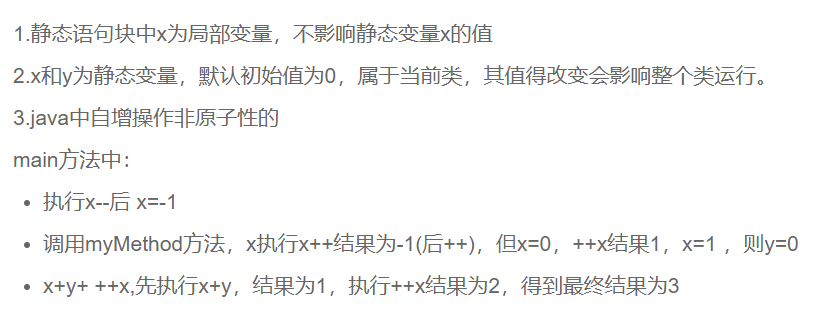 1.静态语句块中x为局部变量，不影响静态变量x的值
2.x和y为静态变量，默认初始值为0，属于当前类，其值得改变会影响整个类运行。
3.java中自增操作非原子性的
main方法中：
• 执行x--后 x=-1
• 调用myMethod方法，x执行x++结果为-1(后++)，但x=0，++x结果1，x=1 ，则y=0
• x+y+ ++x,先执行x+y，结果为1，执行++x结果为2，得到最终结果为3